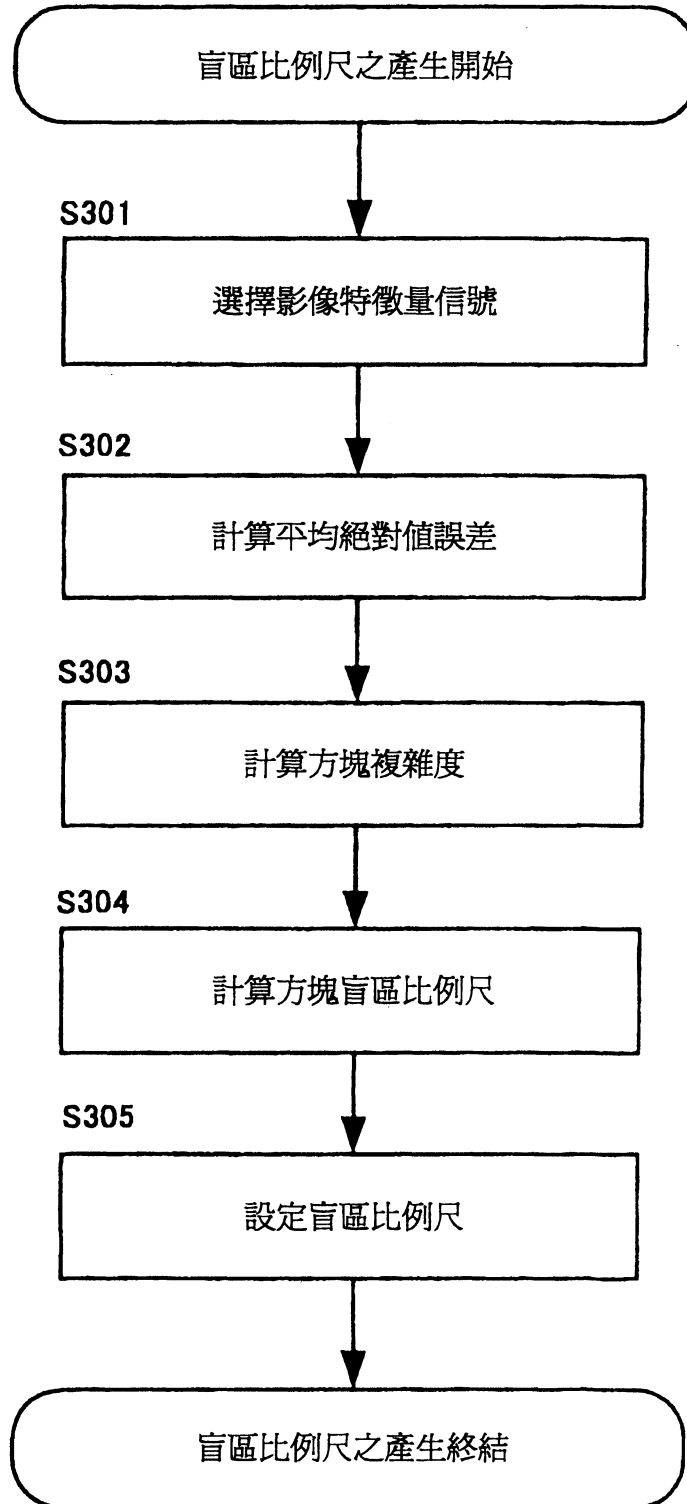 盲區比例尺之產生開始
S301
選擇影像特徵量信號
S302
計算平均絕對值誤差
S303
計算方塊複雜度
S304
計算方塊盲區比例尺
S305
設定盲區比例尺
盲區比例尺之產生終結